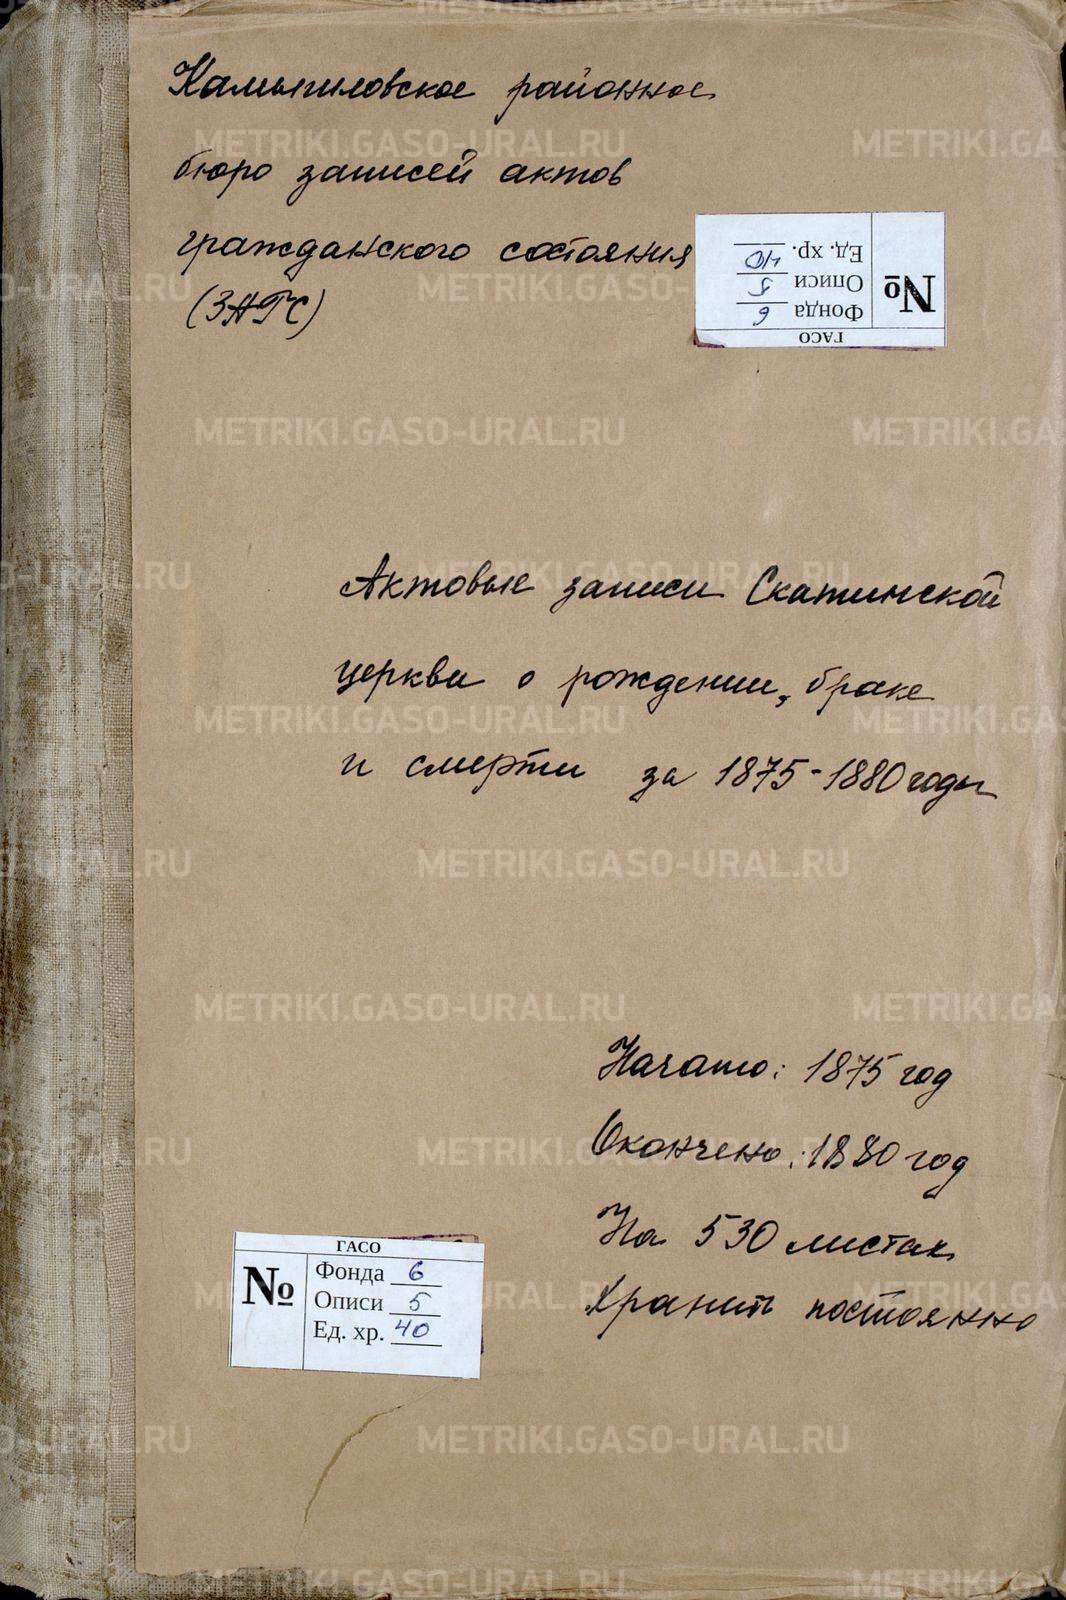 Камышловское районное
бюро записей актов
гражданского состояния
(ЗАГС)
ГАСО
№
Фонда 6
Описи 5
Ед. хр. 40
Актовые записи Скатинской
церкви о рождении, браке
и смерти за 1875-1880 годы
Начато: 1875 год
Окончено: 1880 год
На 530 листах
Хранить постоянно
ГАСО
№
Фонда 6
Описи 5
Ед. хр. 40
METRIKI.GASO-URAL.RU